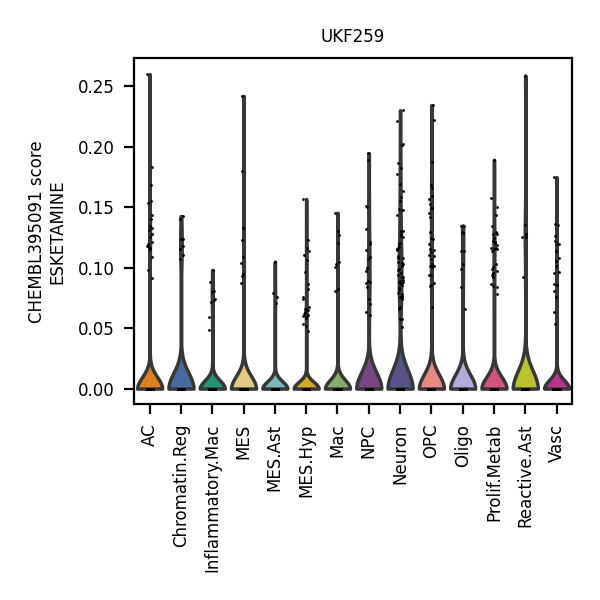 UKF259
CHEMBL395091 score
ESKETAMINE
0.25
0.20
0.15
0.10
0.05
0.00
AC
Chromatin.Reg
Inflammatory.Mac
MES
MES.Ast
MES.Hyp
Mac
NPC
Neuron
OPC
Oligo
Prolif.Metab
Reactive.Ast
Vasc